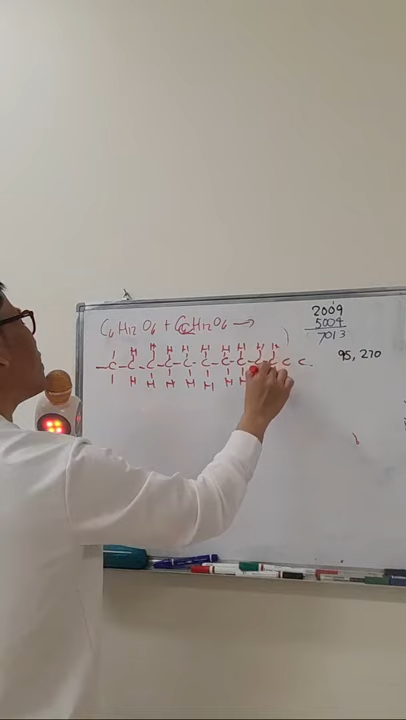 C6H12O6 + C6H12O6 →
H H H H H H H H H
-C-C-C-C-C-C-C-C-C-C C
H H H H H H H
2009
5004
7013
95, 270